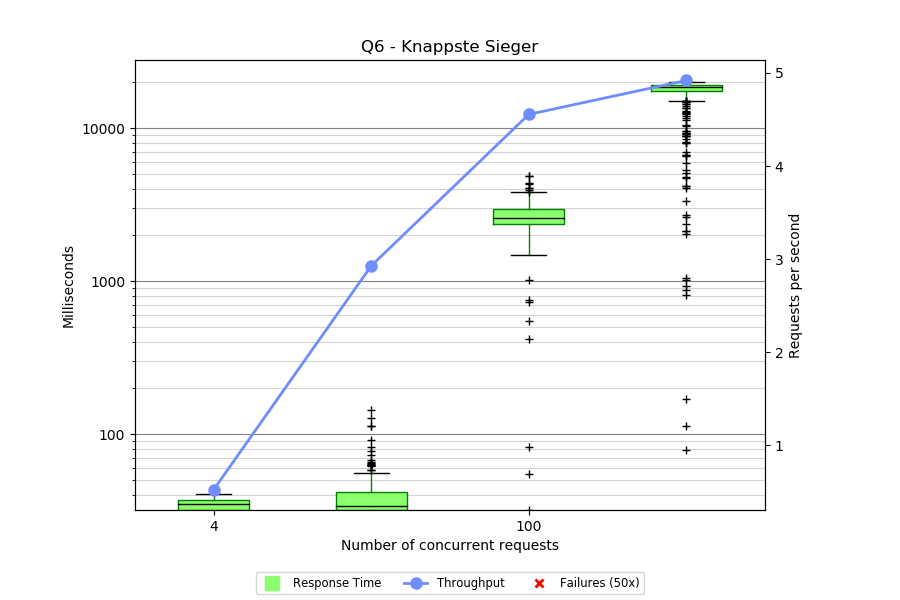 Q6 - Knappste Sieger
Milliseconds
10000
1000
100
5
4
3
2
1
Requests per second
4
100
Number of concurrent requests
Response Time
Throughput
Failures (50x)